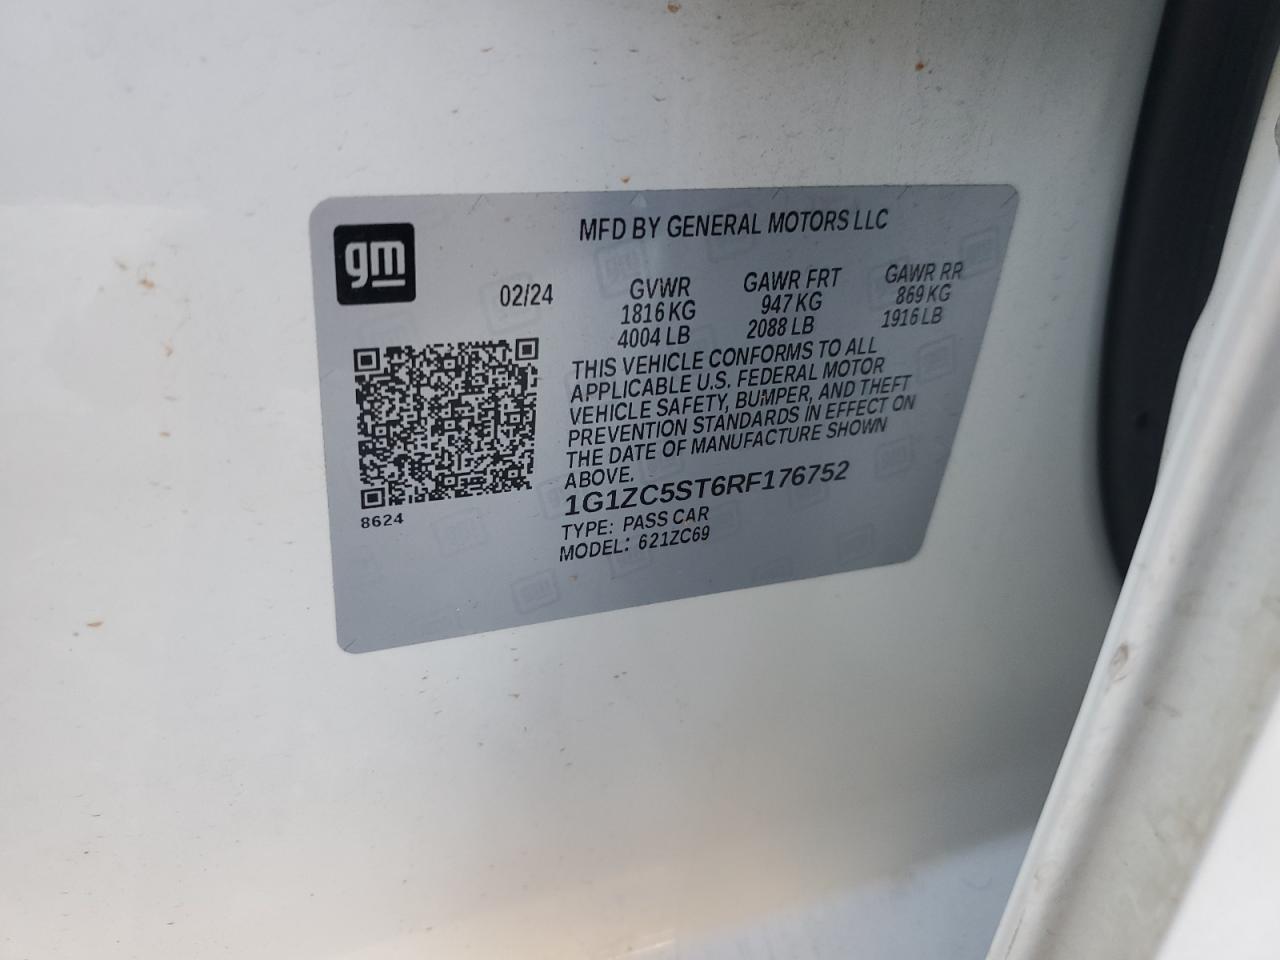 gm
MFD BY GENERAL MOTORS LLC
02/24
GVWR
1816 KG
4004 LB
GAWR FRT
947 KG
2088 LB
GAWR RR
869 KG
1916 LB
THIS VEHICLE CONFORMS TO ALL
APPLICABLE U.S. FEDERAL MOTOR
VEHICLE SAFETY, BUMPER, AND THEFT
PREVENTION STANDARDS IN EFFECT ON
THE DATE OF MANUFACTURE SHOWN
ABOVE.
1G1ZC5ST6RF176752
TYPE: PASS CAR
MODEL: 621ZC69
8624